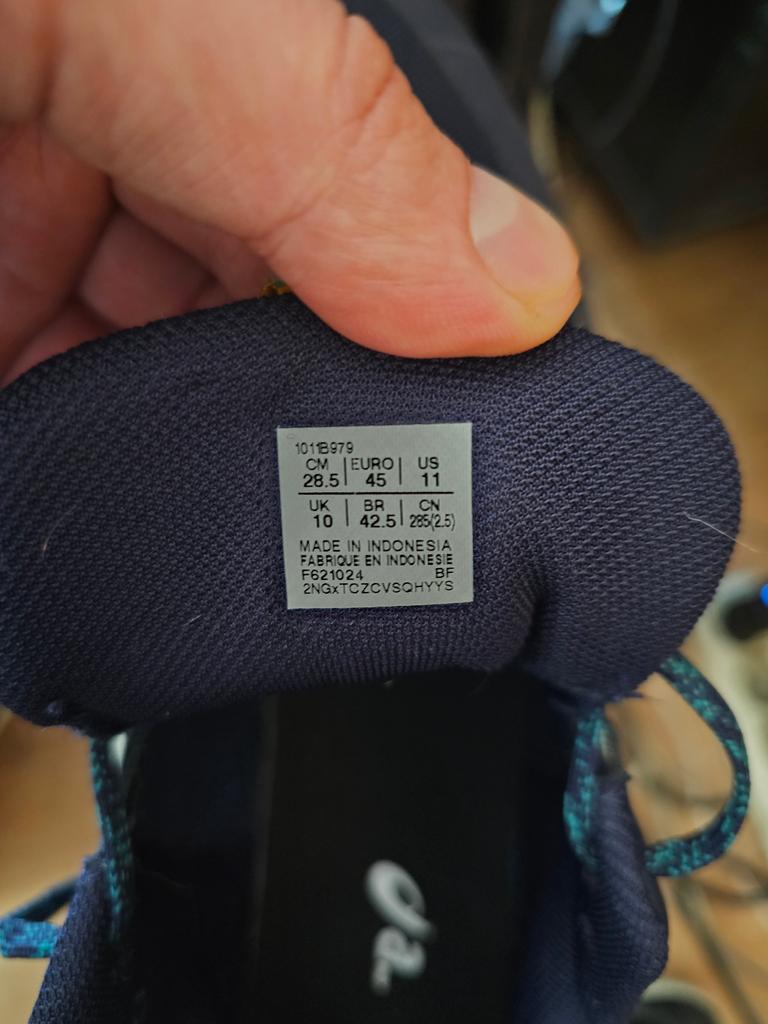 1011B979
CM | EURO | US
28.5 | 45 | 11
UK | BR | CN
10 | 42.5 | 285(2.5)
MADE IN INDONESIA
FABRIQUE EN INDONESIE
F621024 BF
2NGxTCZCVSQHYYS